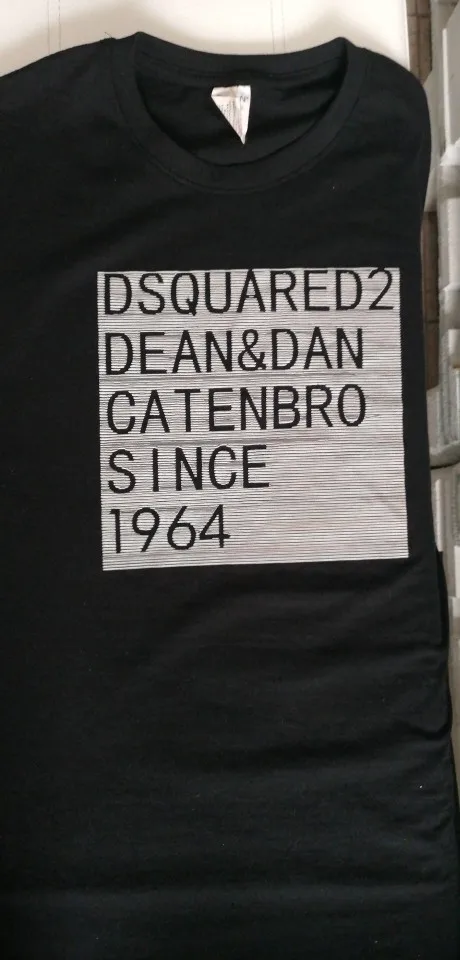 DSQUARED2
DEAN&DAN
CATENBRO
SINCE
1964